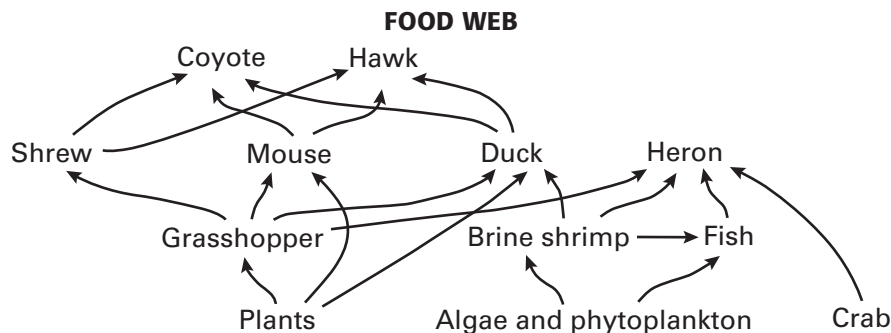 FOOD WEB
Coyote Hawk
Shrew Mouse Duck Heron
Grasshopper Brine shrimp Fish
Plants Algae and phytoplankton Crab